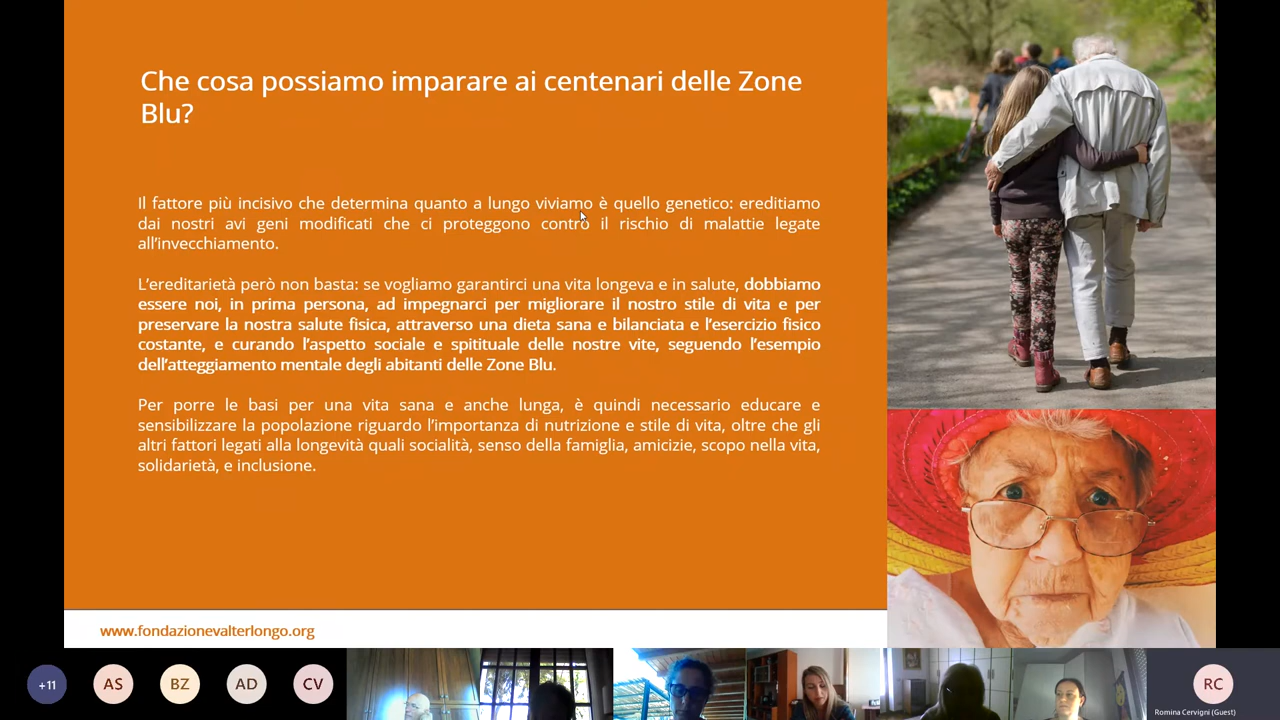 Che cosa possiamo imparare ai centenari delle Zone
Blu?
Il fattore più incisivo che determina quanto a lungo viviamo è quello genetico: ereditiamo
dai nostri avi geni modificati che ci proteggono contro il rischio di malattie legate
all’invecchiamento.
L’ereditarietà però non basta: se vogliamo garantirci una vita longeva e in salute, dobbiamo
essere noi, in prima persona, ad impegnarci per migliorare il nostro stile di vita e per
preservare la nostra salute fisica, attraverso una dieta sana e bilanciata e l’esercizio fisico
costante, e curando l’aspetto sociale e spitituale delle nostre vite, seguendo l’esempio
dell’atteggiamento mentale degli abitanti delle Zone Blu.
Per porre le basi per una vita sana e anche lunga, è quindi necessario educare e
sensibilizzare la popolazione riguardo l’importanza di nutrizione e stile di vita, oltre che gli
altri fattori legati alla longevità quali socialità, senso della famiglia, amicizie, scopo nella vita,
solidarietà, e inclusione.
www.fondazionevalterlongo.org
+11 AS BZ AD CV RC
Romina Cervigni (Guest)